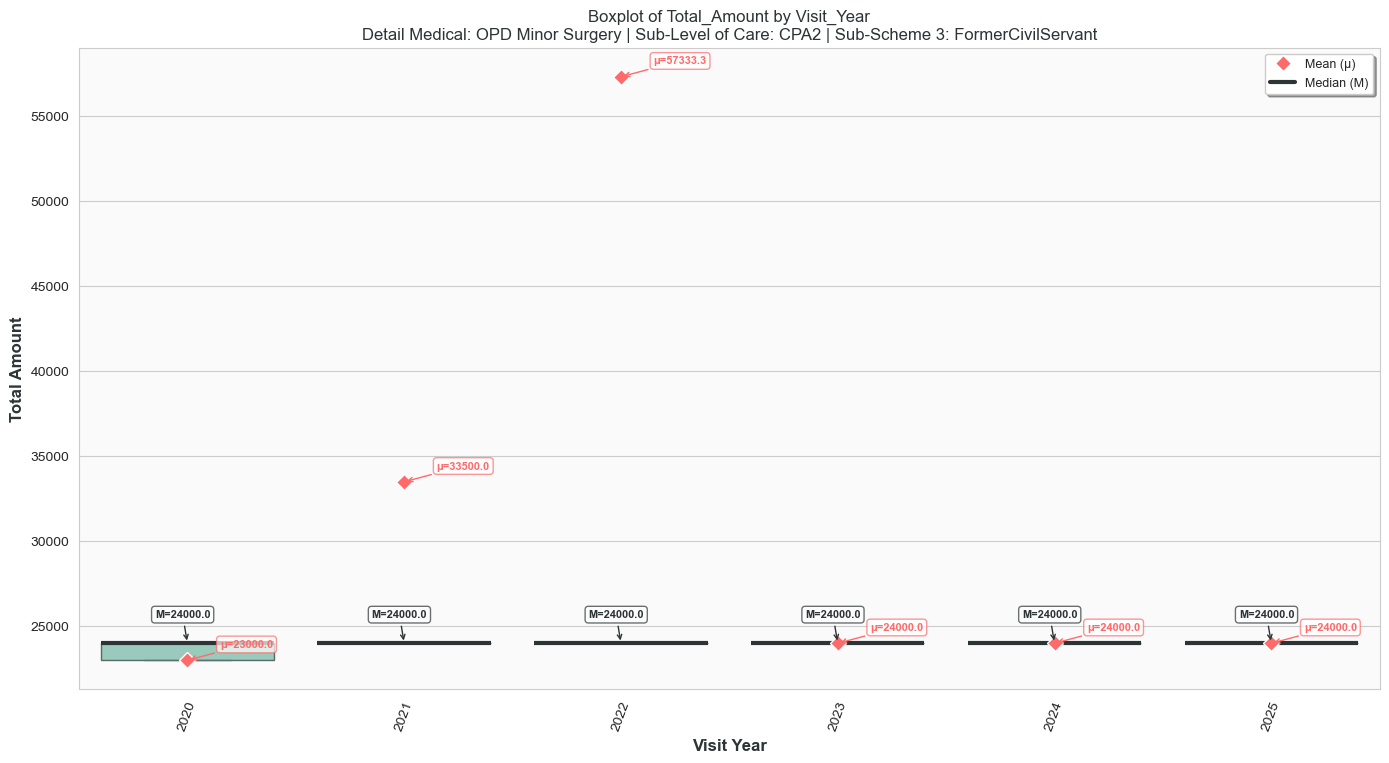 Boxplot of Total_Amount by Visit_Year
Detail Medical: OPD Minor Surgery | Sub-Level of Care: CPA2 | Sub-Scheme 3: FormerCivilServant
Mean (μ)
Median (M)
Total Amount
55000
50000
45000
40000
35000
30000
25000
μ=57333.3
μ=33500.0
M=24000.0
M=24000.0
M=24000.0
M=24000.0
M=24000.0
M=24000.0
μ=23000.0
μ=24000.0
μ=24000.0
μ=24000.0
2020
2021
2022
2023
2024
2025
Visit Year